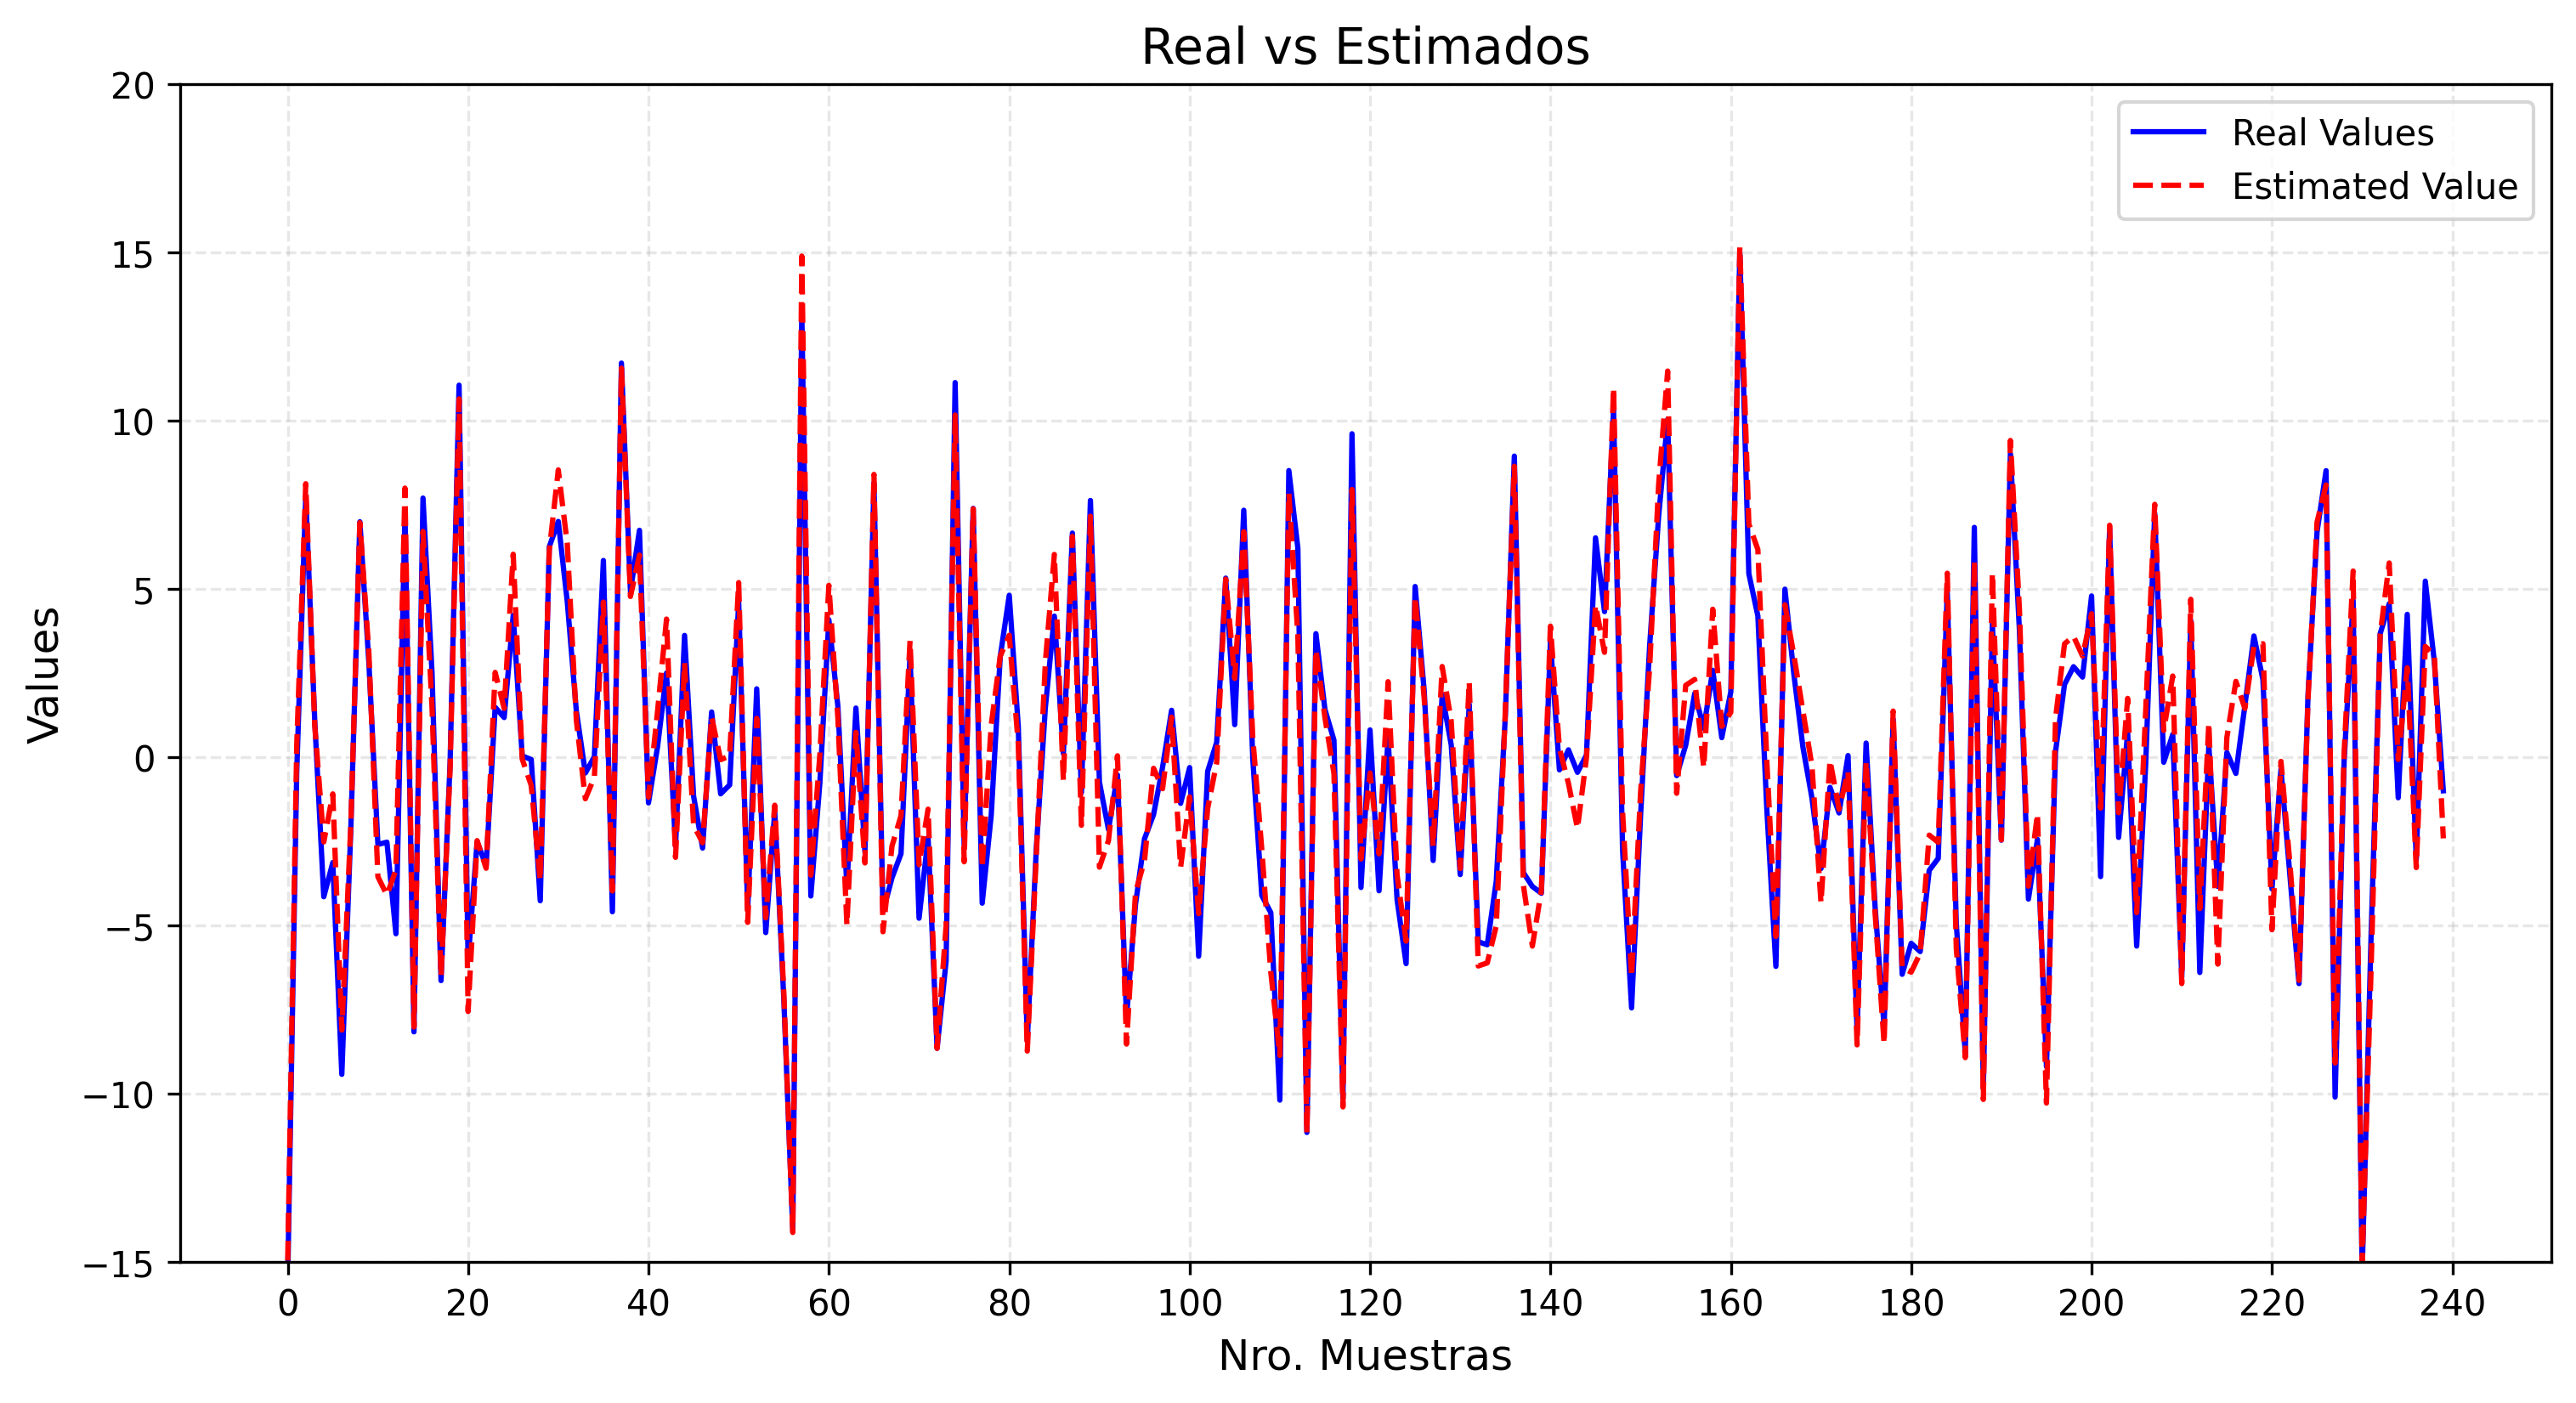 Real vs Estimados
Real Values
Estimated Value
20
15
10
5
0
−5
−10
−15
Values
0 20 40 60 80 100 120 140 160 180 200 220 240
Nro. Muestras